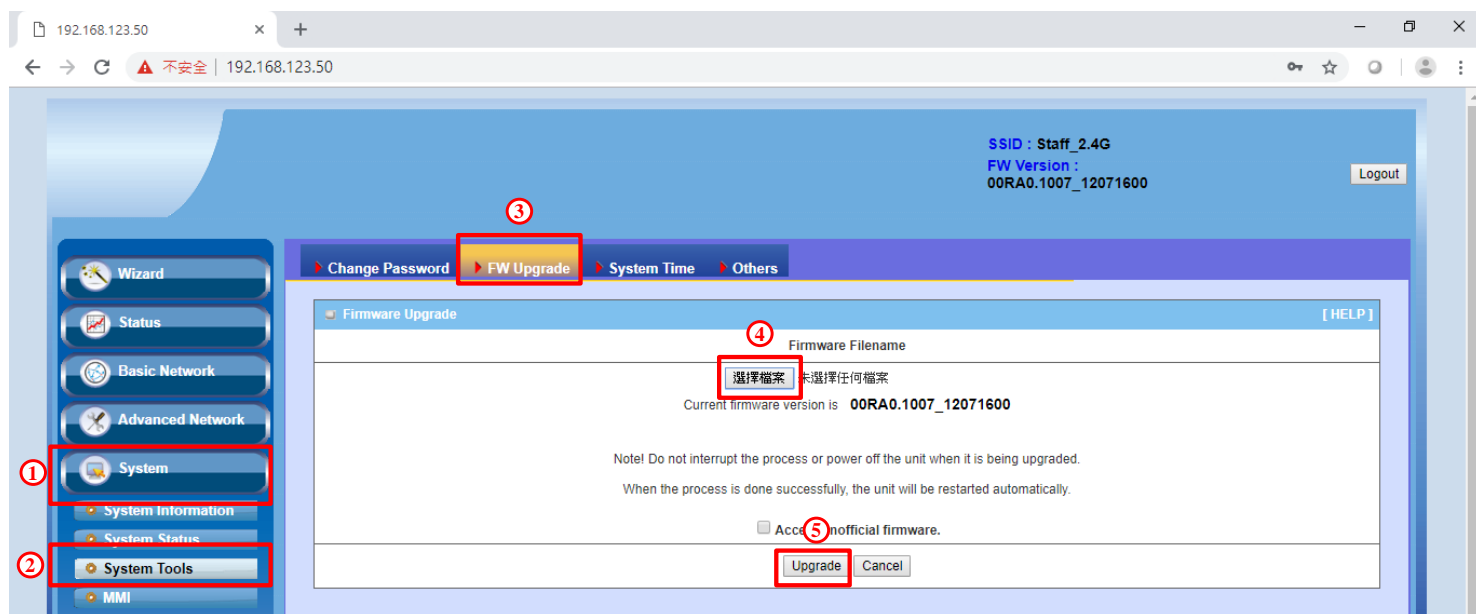 192.168.123.50
不安全 | 192.168.123.50
SSID : Staff_2.4G
FW Version :
00RA0.1007_12071600
Logout
③
Change Password FW Upgrade System Time Others
Wizard
Status
Basic Network
Advanced Network
① System
System Information
System Status
② System Tools
MMI
Firmware Upgrade [ HELP ]
④
Firmware Filename
選擇檔案 未選擇任何檔案
Current firmware version is 00RA0.1007_12071600
Note! Do not interrupt the process or power off the unit when it is being upgraded.
When the process is done successfully, the unit will be restarted automatically.
⑤
firmware.
Upgrade Cancel